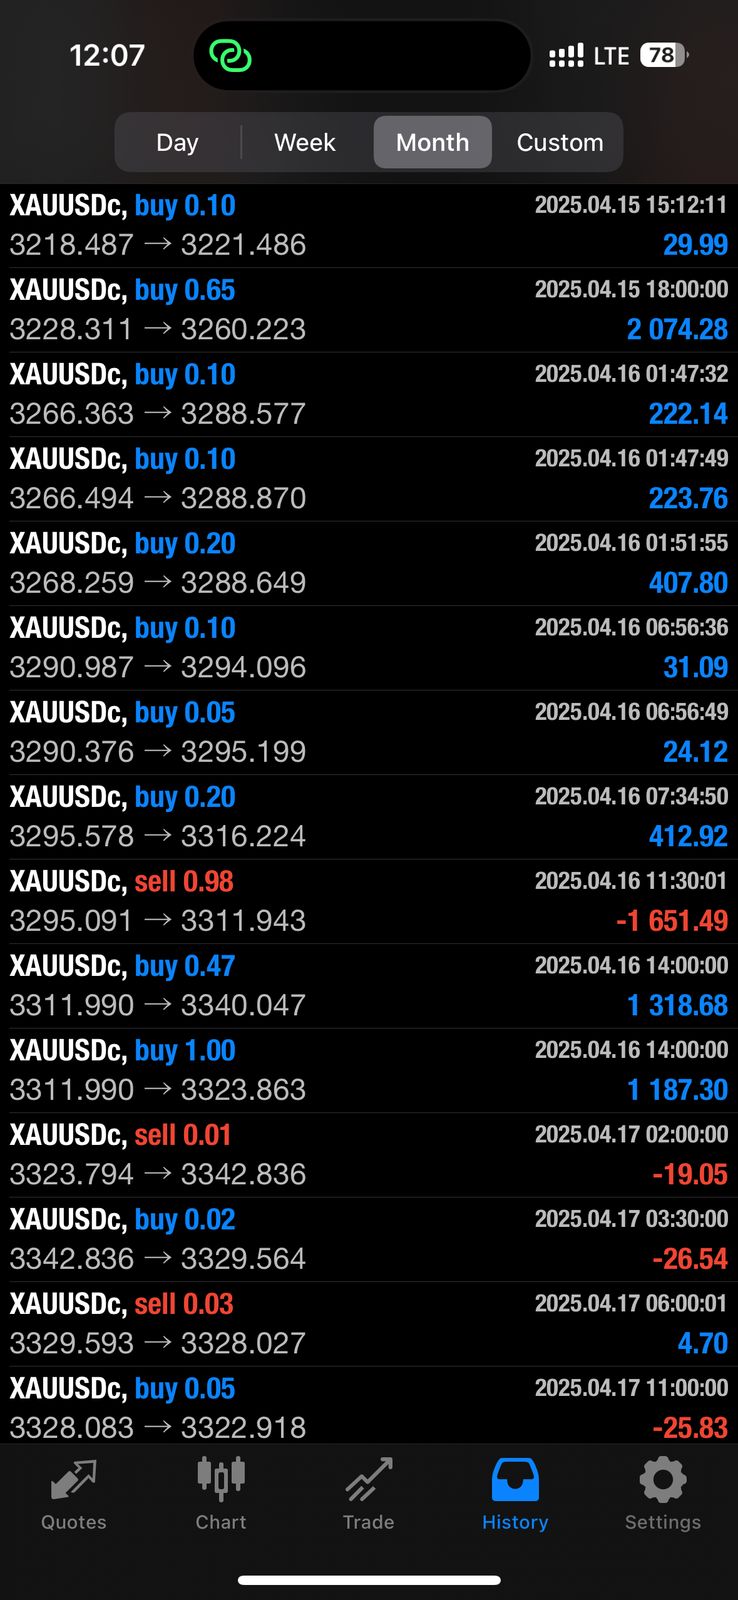 12:07 LTE 78
Day Week Month Custom
XAUUSDc, buy 0.10 2025.04.15 15:12:11
3218.487 → 3221.486 29.99
XAUUSDc, buy 0.65 2025.04.15 18:00:00
3228.311 → 3260.223 2 074.28
XAUUSDc, buy 0.10 2025.04.16 01:47:32
3266.363 → 3288.577 222.14
XAUUSDc, buy 0.10 2025.04.16 01:47:49
3266.494 → 3288.870 223.76
XAUUSDc, buy 0.20 2025.04.16 01:51:55
3268.259 → 3288.649 407.80
XAUUSDc, buy 0.10 2025.04.16 06:56:36
3290.987 → 3294.096 31.09
XAUUSDc, buy 0.05 2025.04.16 06:56:49
3290.376 → 3295.199 24.12
XAUUSDc, buy 0.20 2025.04.16 07:34:50
3295.578 → 3316.224 412.92
XAUUSDc, sell 0.98 2025.04.16 11:30:01
3295.091 → 3311.943 -1 651.49
XAUUSDc, buy 0.47 2025.04.16 14:00:00
3311.990 → 3340.047 1 318.68
XAUUSDc, buy 1.00 2025.04.16 14:00:00
3311.990 → 3323.863 1 187.30
XAUUSDc, sell 0.01 2025.04.17 02:00:00
3323.794 → 3342.836 -19.05
XAUUSDc, buy 0.02 2025.04.17 03:30:00
3342.836 → 3329.564 -26.54
XAUUSDc, sell 0.03 2025.04.17 06:00:01
3329.593 → 3328.027 4.70
XAUUSDc, buy 0.05 2025.04.17 11:00:00
3328.083 → 3322.918 -25.83
Quotes Chart Trade History Settings